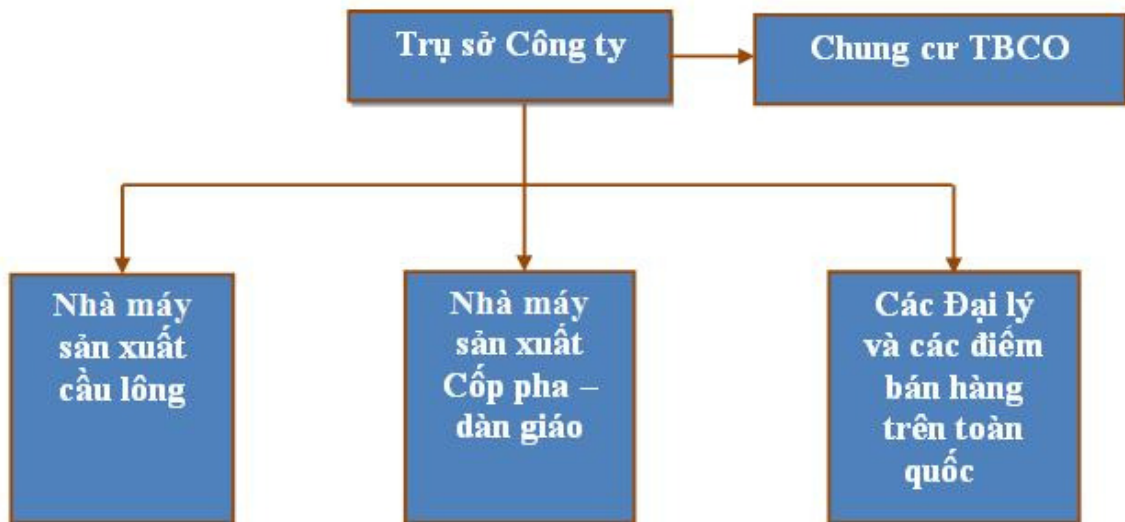 Trụ sở Công ty
Chung cư TBCO
Nhà máy
sản xuất
cầu lông
Nhà máy
sản xuất
Cốp pha –
dàn giáo
Các Đại lý
và các điểm
bán hàng
trên toàn
quốc